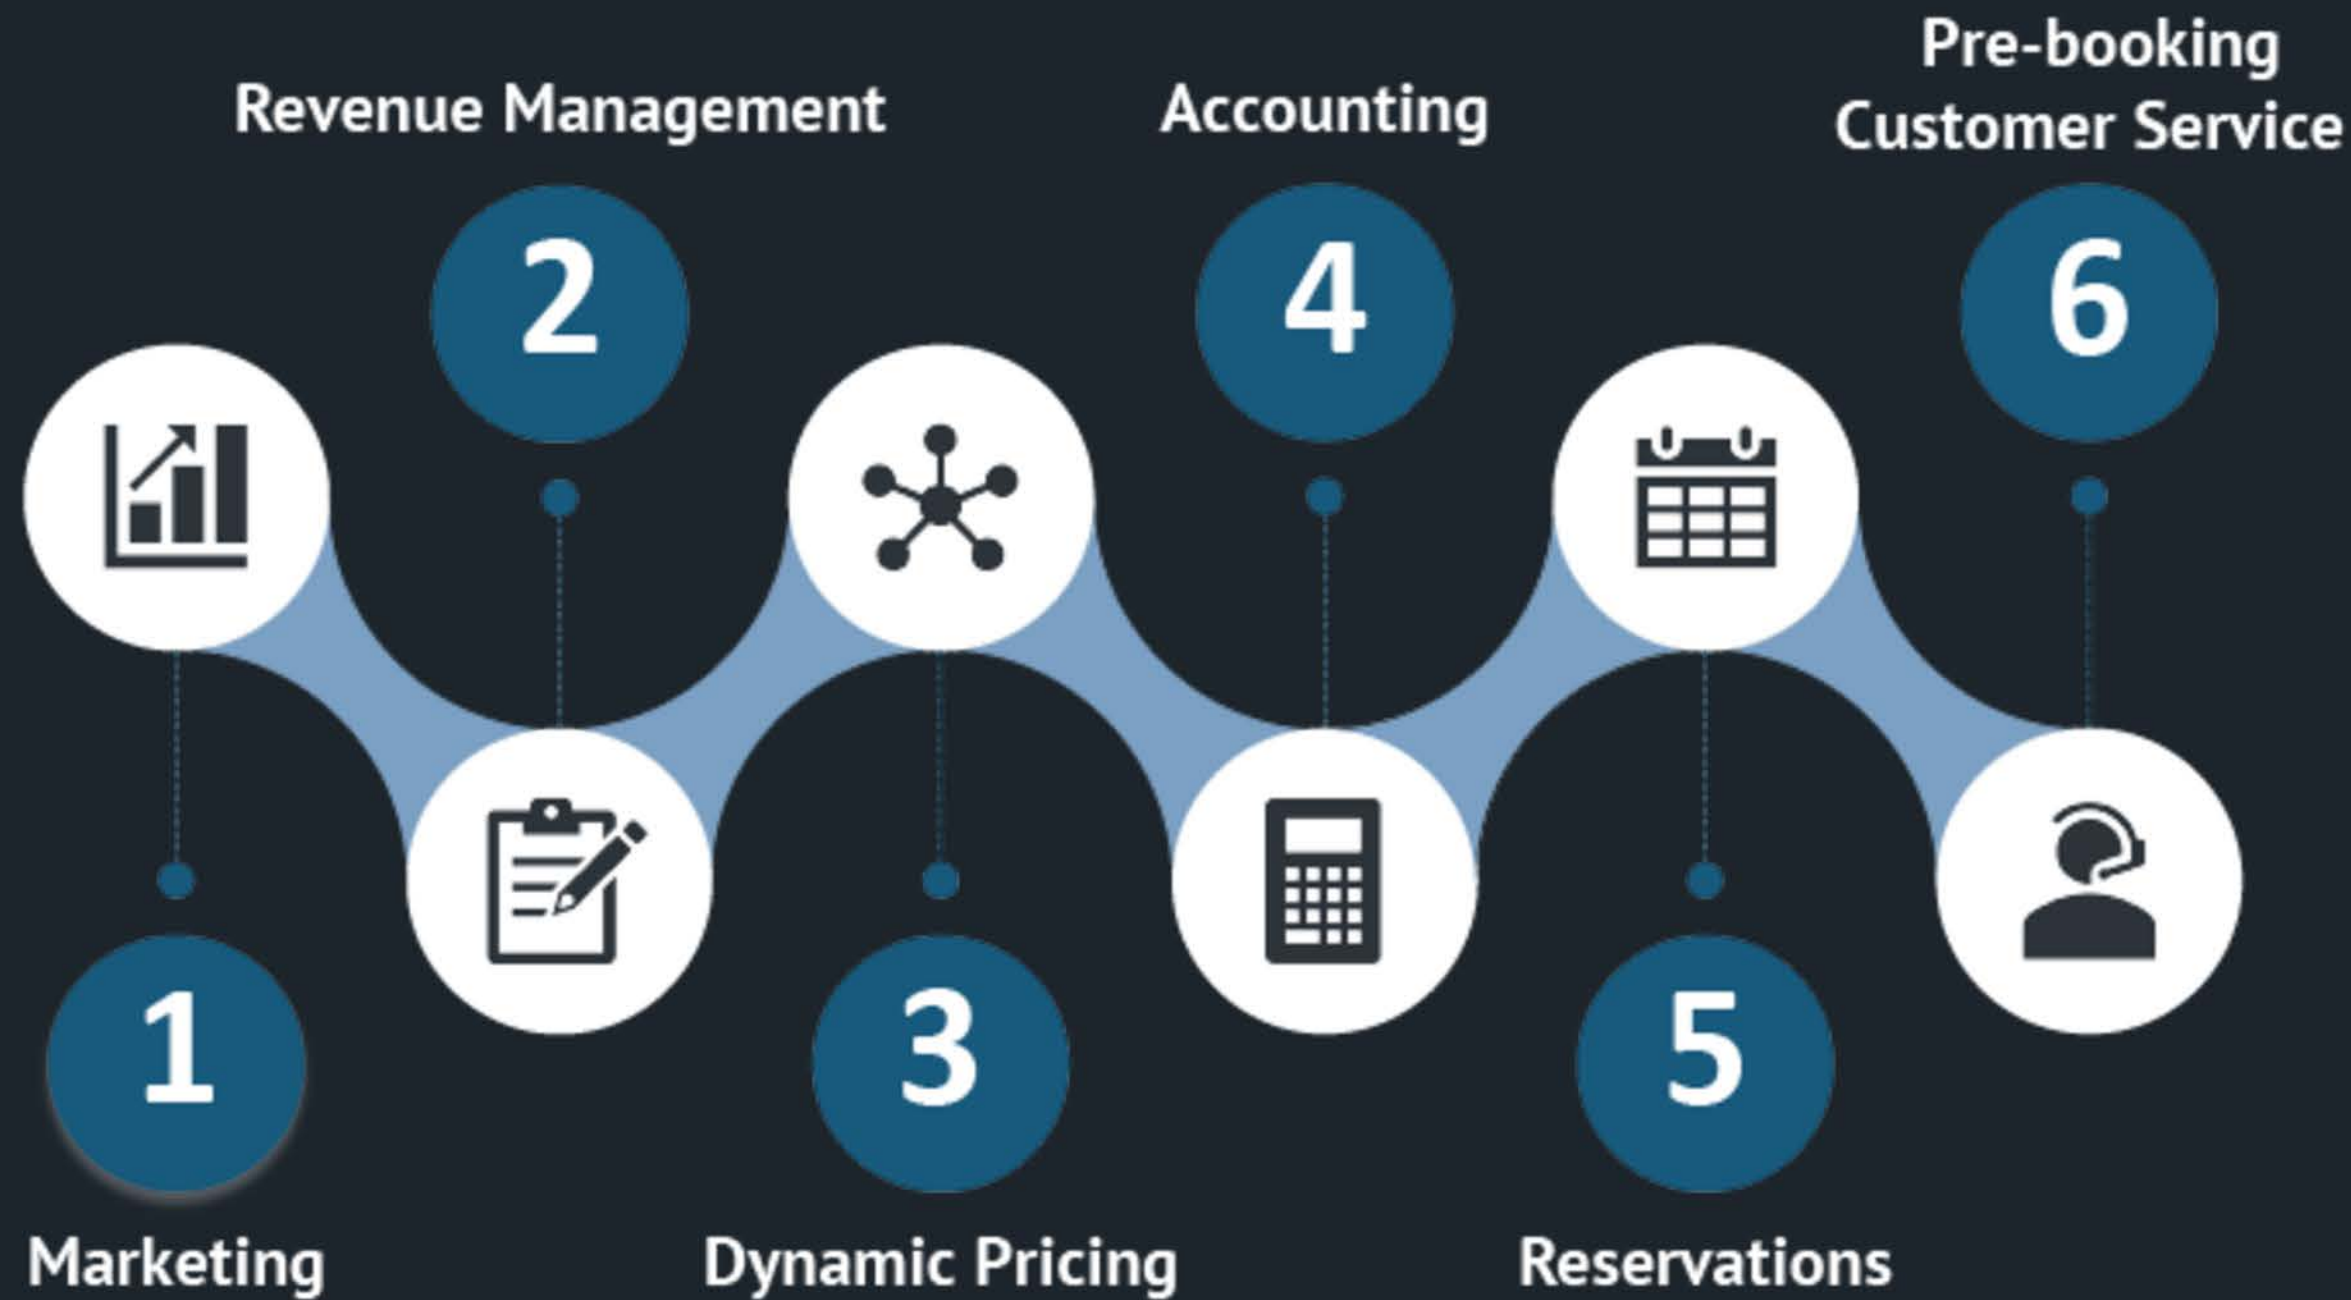 Pre-booking
Customer Service
Revenue Management
Accounting
2
4
6
1
3
5
Marketing
Dynamic Pricing
Reservations